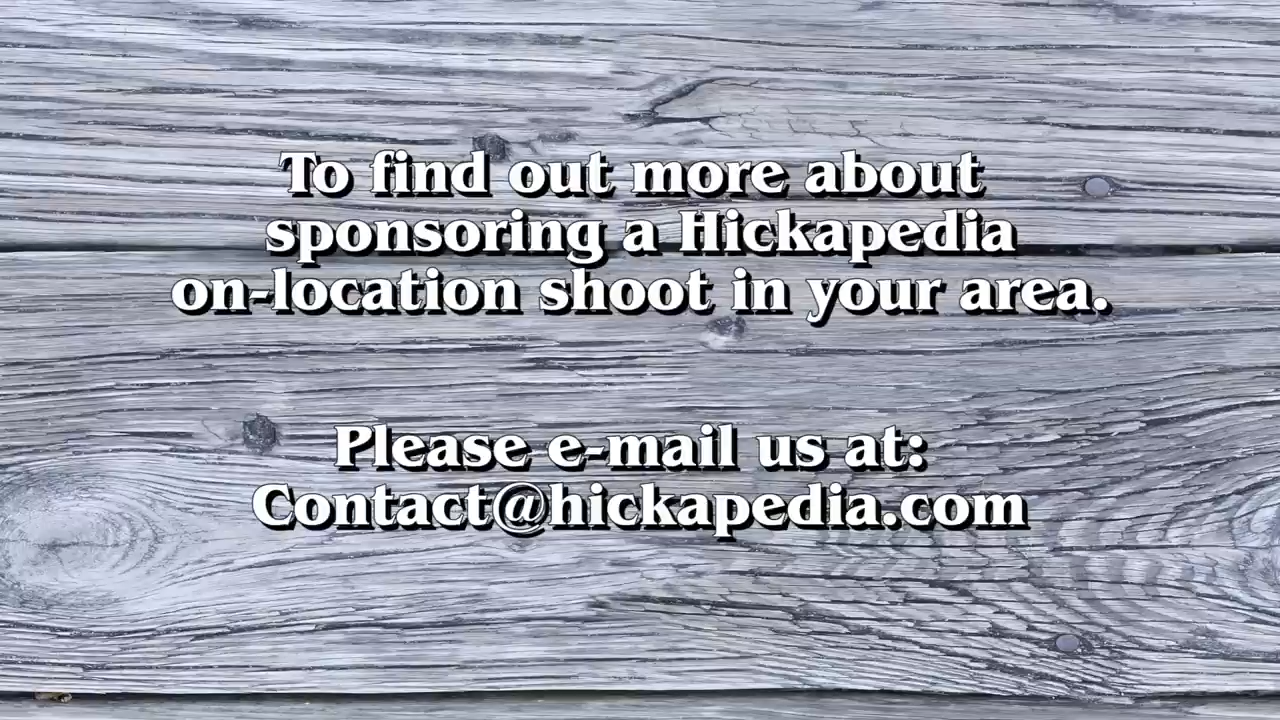 To find out more about
sponsoring a Hickapedia
on-location shoot in your area.
Please e-mail us at:
Contact@hickapedia.com